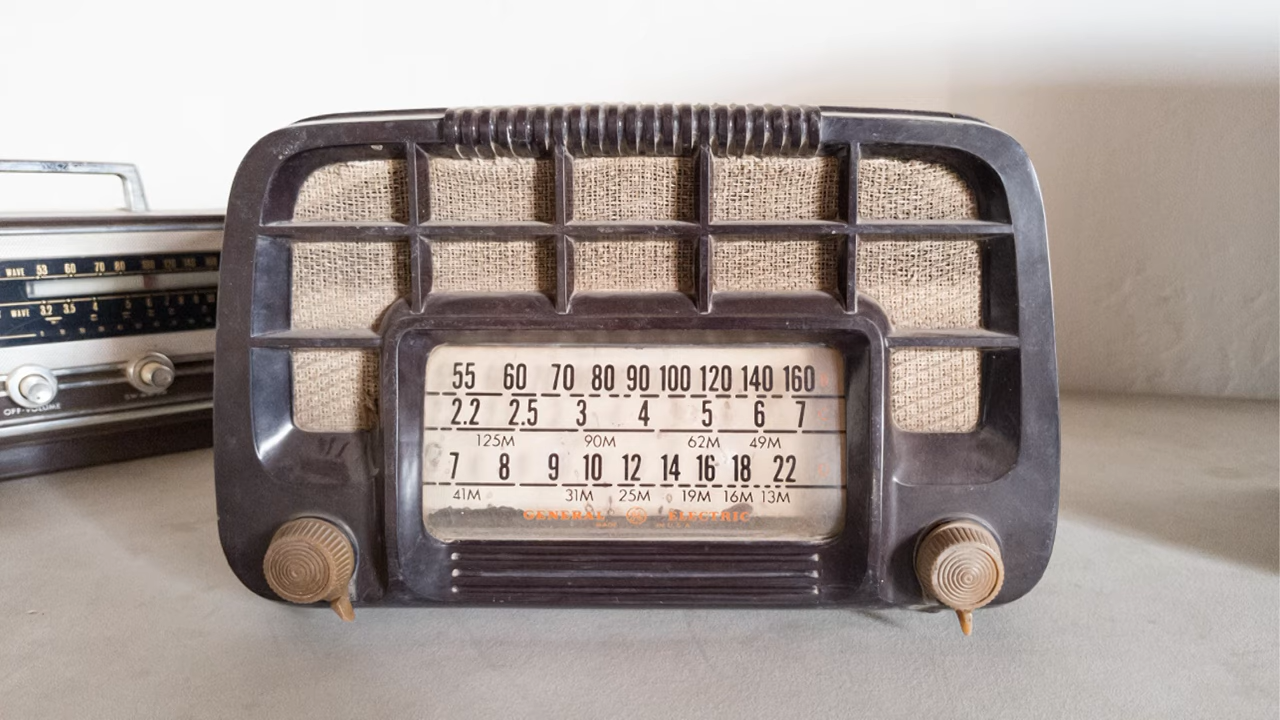 55 60 70 80 90 100 120 140 160
2.2 2.5 3 4 5 6 7
125M 90M 62M 49M
7 8 9 10 12 14 16 18 22
41M 31M 25M 19M 16M 13M
GENERAL GE ELECTRIC
WAVE 53 60 70 80
WAVE 3.2 3.5 4
OFF-VOLUME